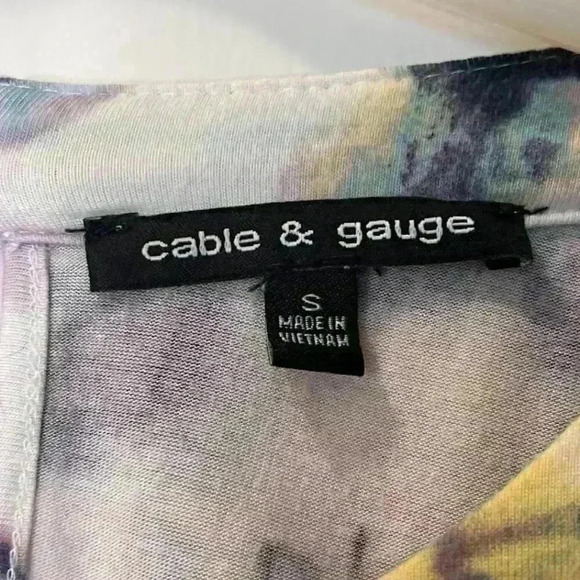 cable & gauge
S
MADE IN
VIETNAM